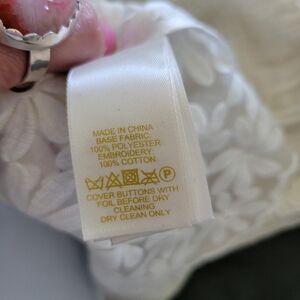 MADE IN CHINA
BASE FABRIC:
100% POLYESTER
EMBROIDERY:
100% COTTON
P
COVER BUTTONS WITH
FOIL BEFORE DRY
CLEANING
DRY CLEAN ONLY